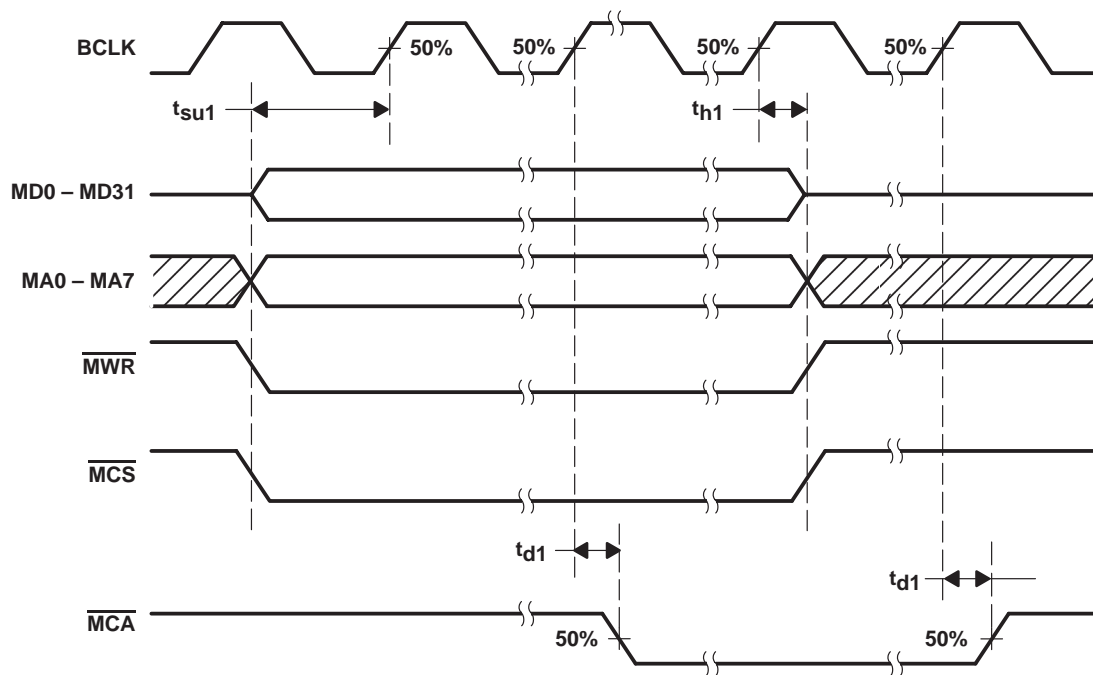 BCLK
50%
50%
50%
50%
tsu1
th1
MD0 – MD31
MA0 – MA7
MWR
MCS
td1
td1
MCA
50%
50%